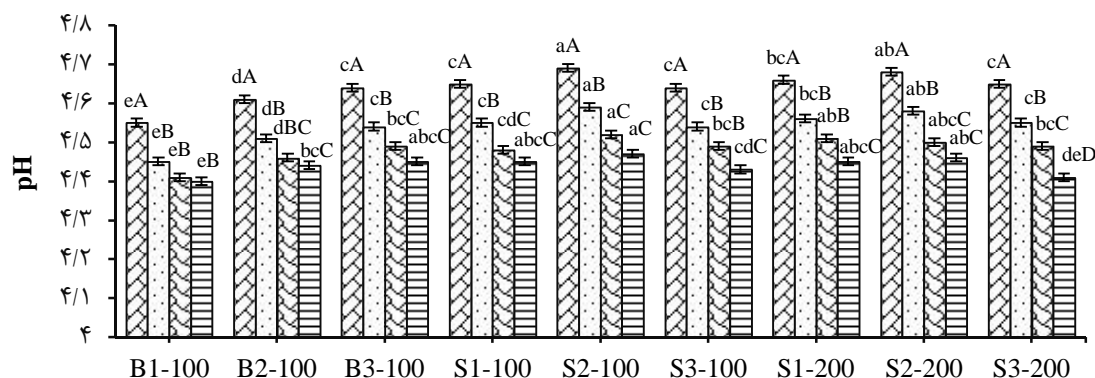 ۴/۸
۴/۷
۴/۶
۴/۵
۴/۴
۴/۳
۴/۲
۴/۱
۴
pH
eA eB eB eB
dA dB dBC bcC
cA cB bcC abcC
cA cB cdC abcC
aA aB aC aC
cA cB bcB cdC
bcA bcB abB abcC
abA abB abcC abC
cA cB bcC deD
B1-100 B2-100 B3-100 S1-100 S2-100 S3-100 S1-200 S2-200 S3-200